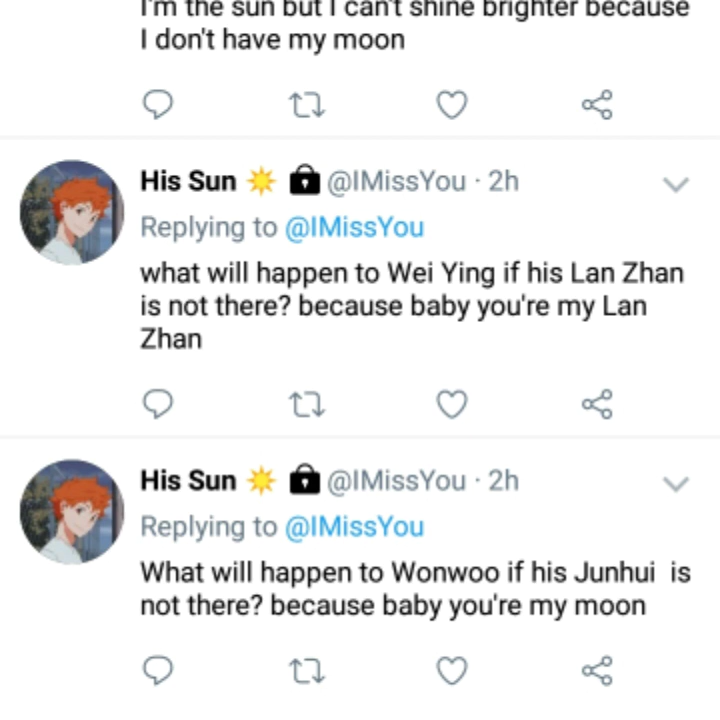 I'm the sun but I can't shine brighter because
I don't have my moon
His Sun ☀️ 🔒 @IMissYou · 2h
Replying to @IMissYou
what will happen to Wei Ying if his Lan Zhan
is not there? because baby you're my Lan
Zhan
His Sun ☀️ 🔒 @IMissYou · 2h
Replying to @IMissYou
What will happen to Wonwoo if his Junhui  is
not there? because baby you're my moon